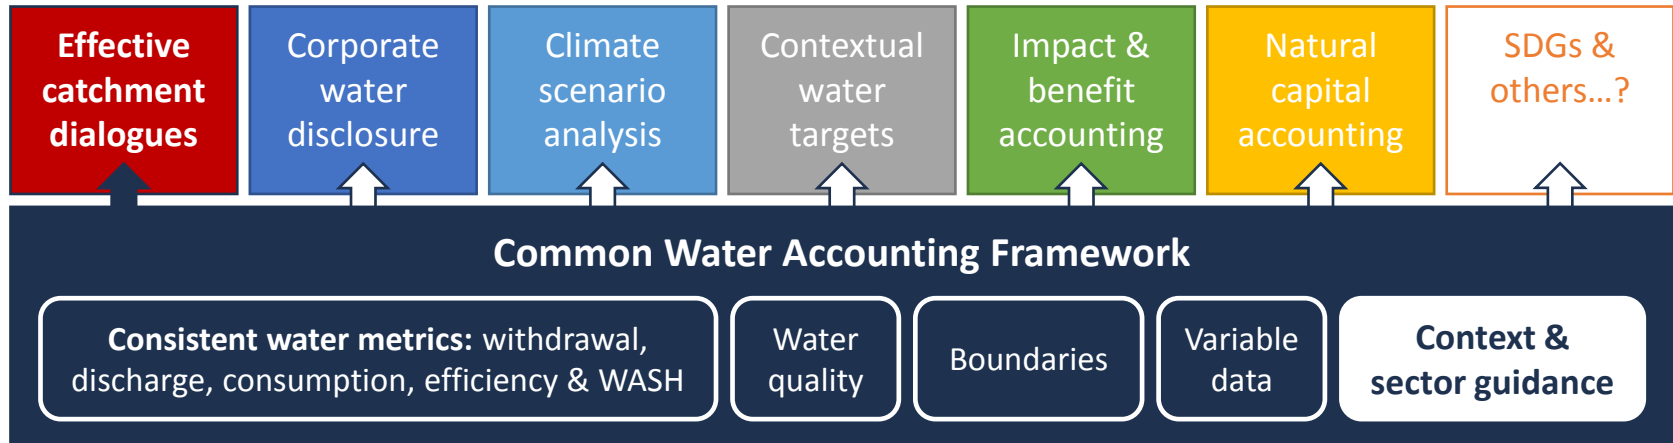 Effective
catchment
dialogues
Corporate
water
disclosure
Climate
scenario
analysis
Contextual
water
targets
Impact &
benefit
accounting
Natural
capital
accounting
SDGs &
others...?
Common Water Accounting Framework
Consistent water metrics: withdrawal,
discharge, consumption, efficiency & WASH
Water
quality
Boundaries
Variable
data
Context &
sector guidance